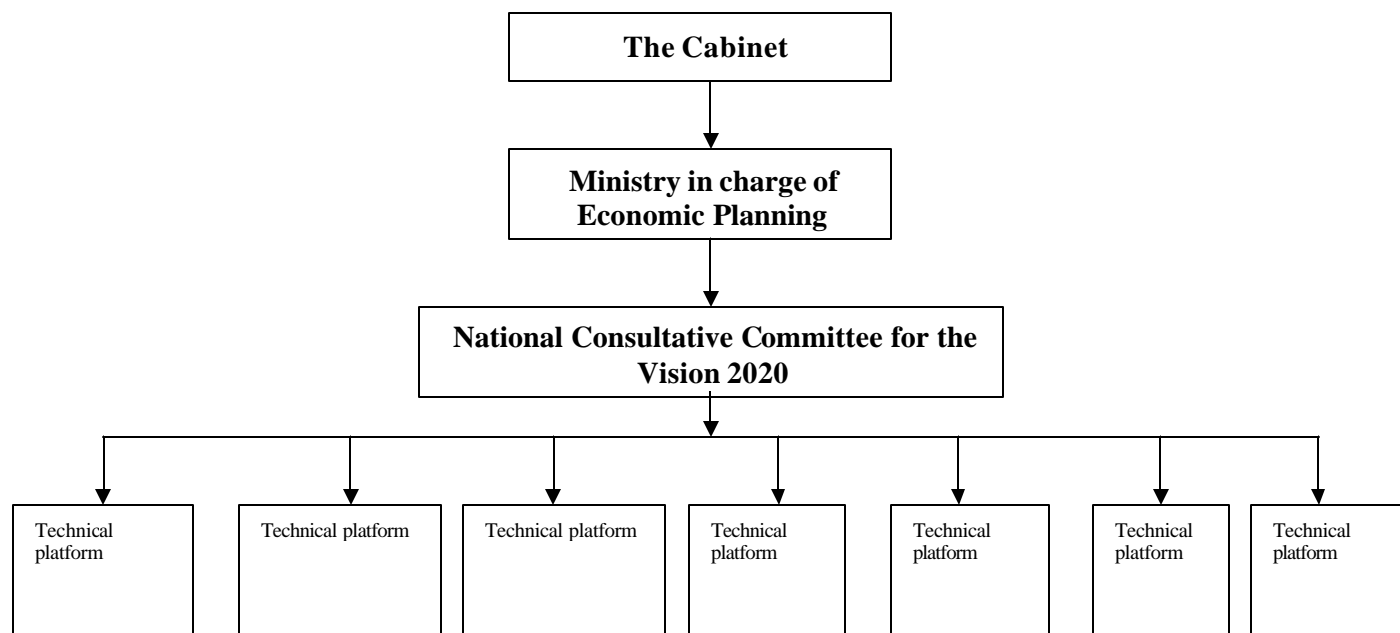 The Cabinet
Ministry in charge of
Economic Planning
National Consultative Committee for the
Vision 2020
Technical
platform
Technical platform
Technical platform
Technical
platform
Technical
platform
Technical
platform
Technical
platform